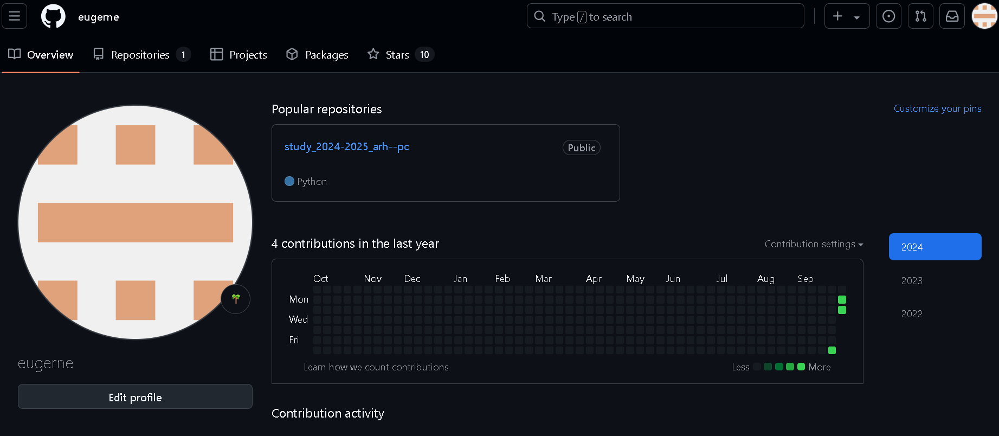 eugerne
Type / to search
Overview
Repositories 1
Projects
Packages
Stars 10
Popular repositories
Customize your pins
study_2024-2025_arh--pc
Public
Python
4 contributions in the last year
Contribution settings
2024
2023
2022
Oct Nov Dec Jan Feb Mar Apr May Jun Jul Aug Sep
Mon
Wed
Fri
Learn how we count contributions
Less More
eugerne
Edit profile
Contribution activity